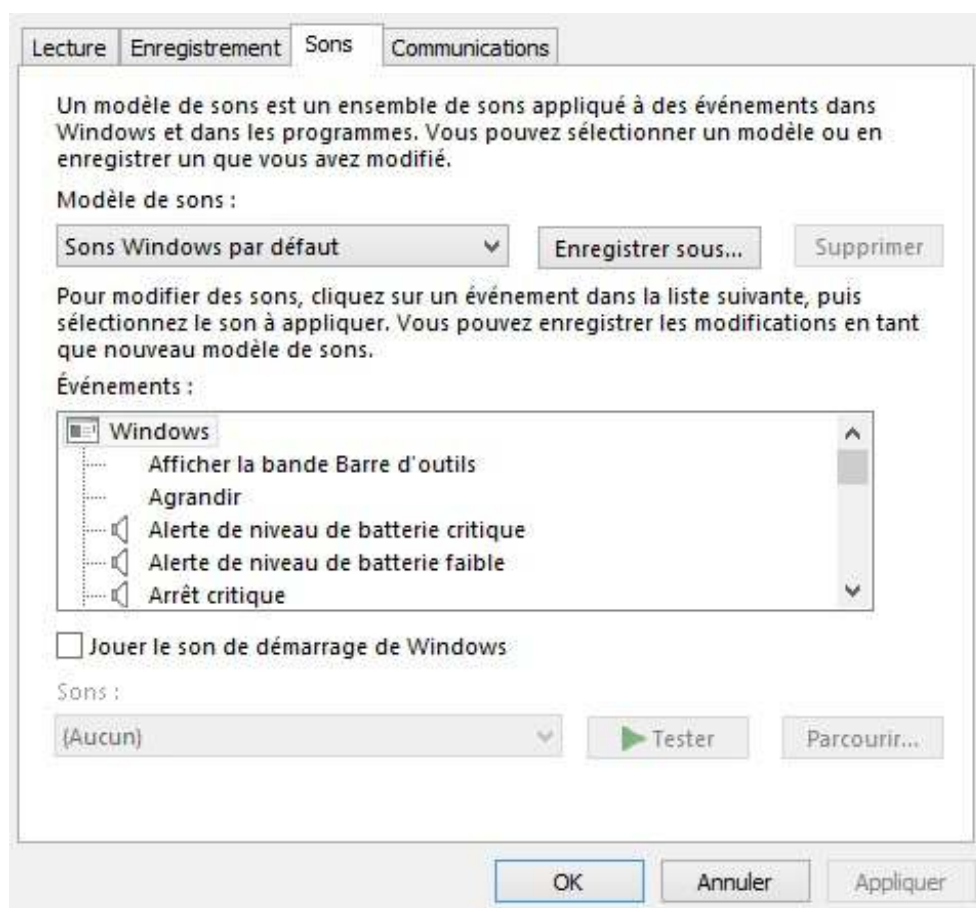 Lecture Enregistrement Sons Communications
Un modèle de sons est un ensemble de sons appliqué à des événements dans
Windows et dans les programmes. Vous pouvez sélectionner un modèle ou en
enregistrer un que vous avez modifié.
Modèle de sons :
Sons Windows par défaut Enregistrer sous... Supprimer
Pour modifier des sons, cliquez sur un événement dans la liste suivante, puis
sélectionnez le son à appliquer. Vous pouvez enregistrer les modifications en tant
que nouveau modèle de sons.
Événements :
Windows
Afficher la bande Barre d'outils
Agrandir
Alerte de niveau de batterie critique
Alerte de niveau de batterie faible
Arrêt critique
Jouer le son de démarrage de Windows
Sons :
(Aucun) Tester Parcourir...
OK Annuler Appliquer